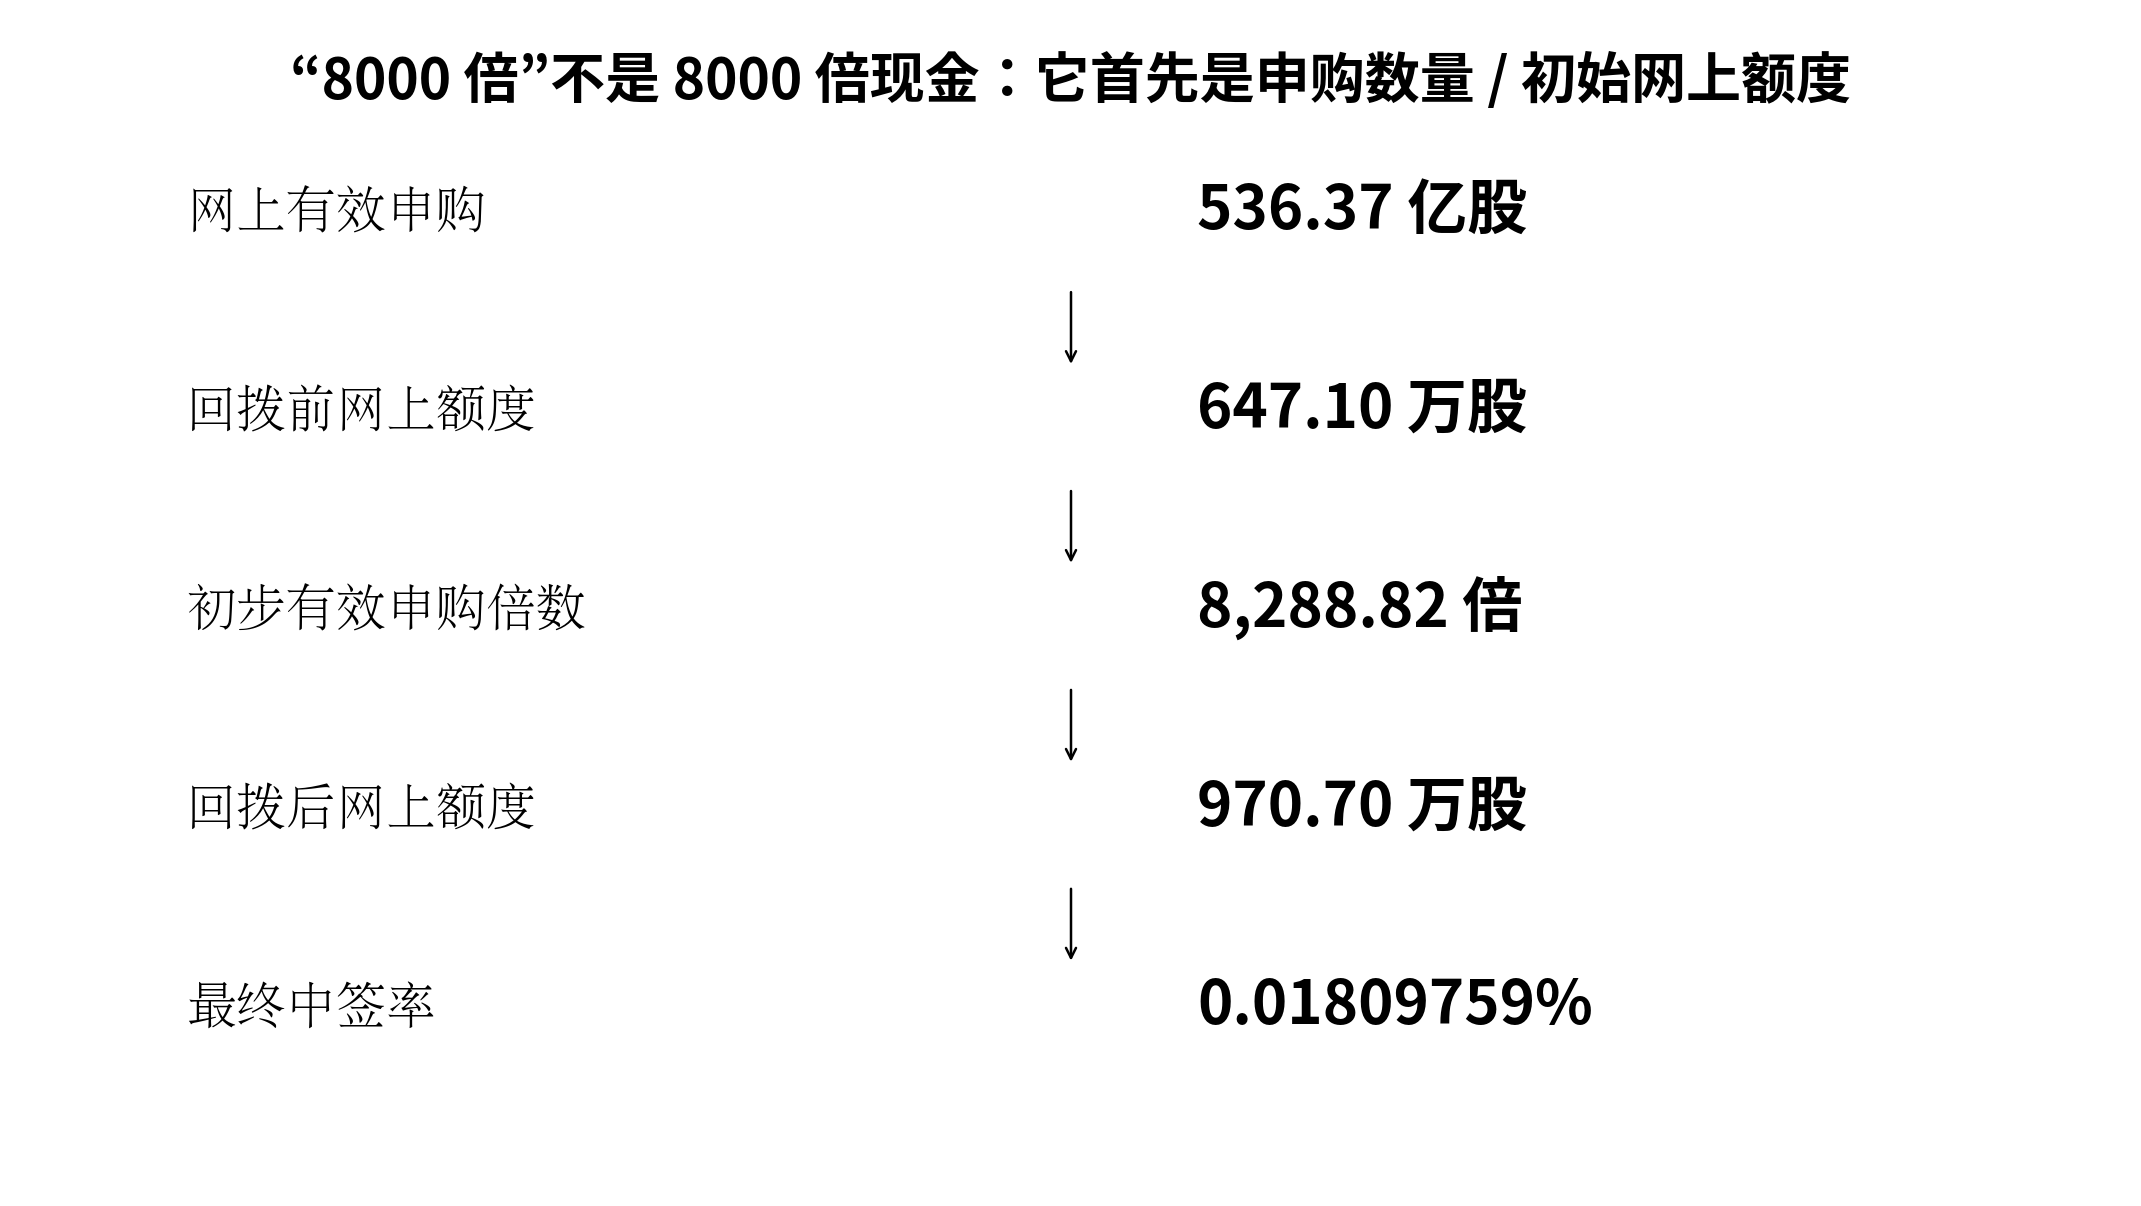 “8000 倍”不是 8000 倍现金：它首先是申购数量 / 初始网上额度
网上有效申购 536.37 亿股
回拨前网上额度 647.10 万股
初步有效申购倍数 8,288.82 倍
回拨后网上额度 970.70 万股
最终中签率 0.01809759%